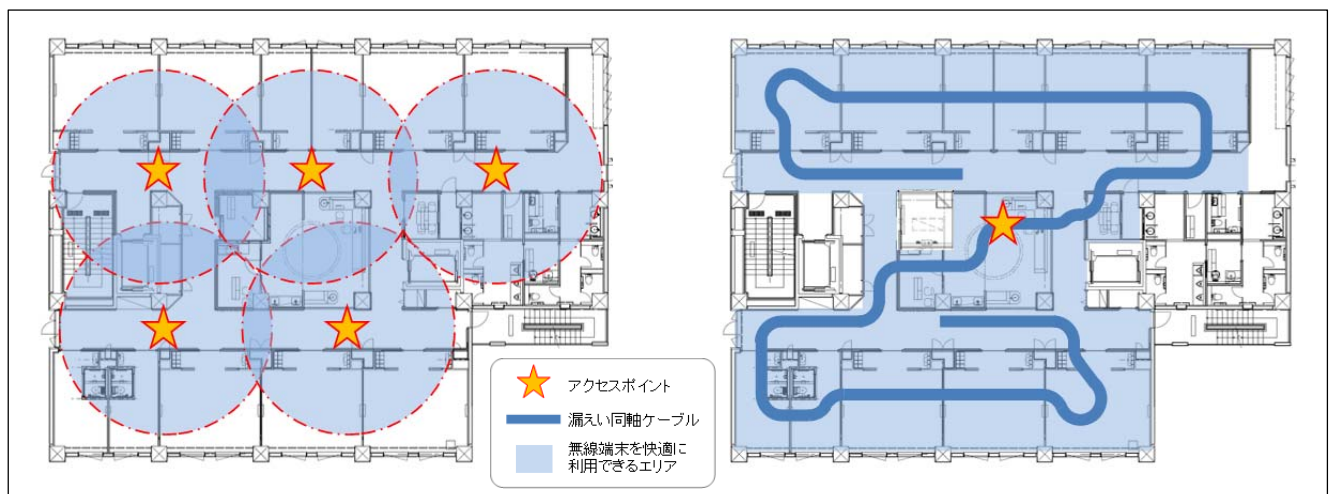 アクセスポイント
漏えい同軸ケーブル
無線端末を快適に
利用できるエリア